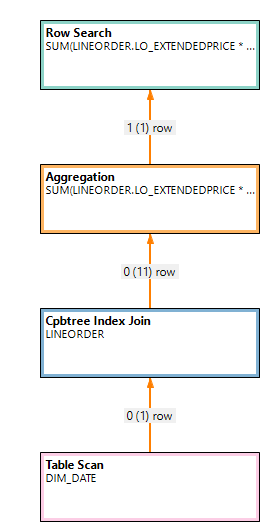 Row Search
SUM(LINEORDER.LO_EXTENDEDPRICE * ...
1 (1) row
Aggregation
SUM(LINEORDER.LO_EXTENDEDPRICE * ...
0 (11) row
Cpbtree Index Join
LINEORDER
0 (1) row
Table Scan
DIM_DATE